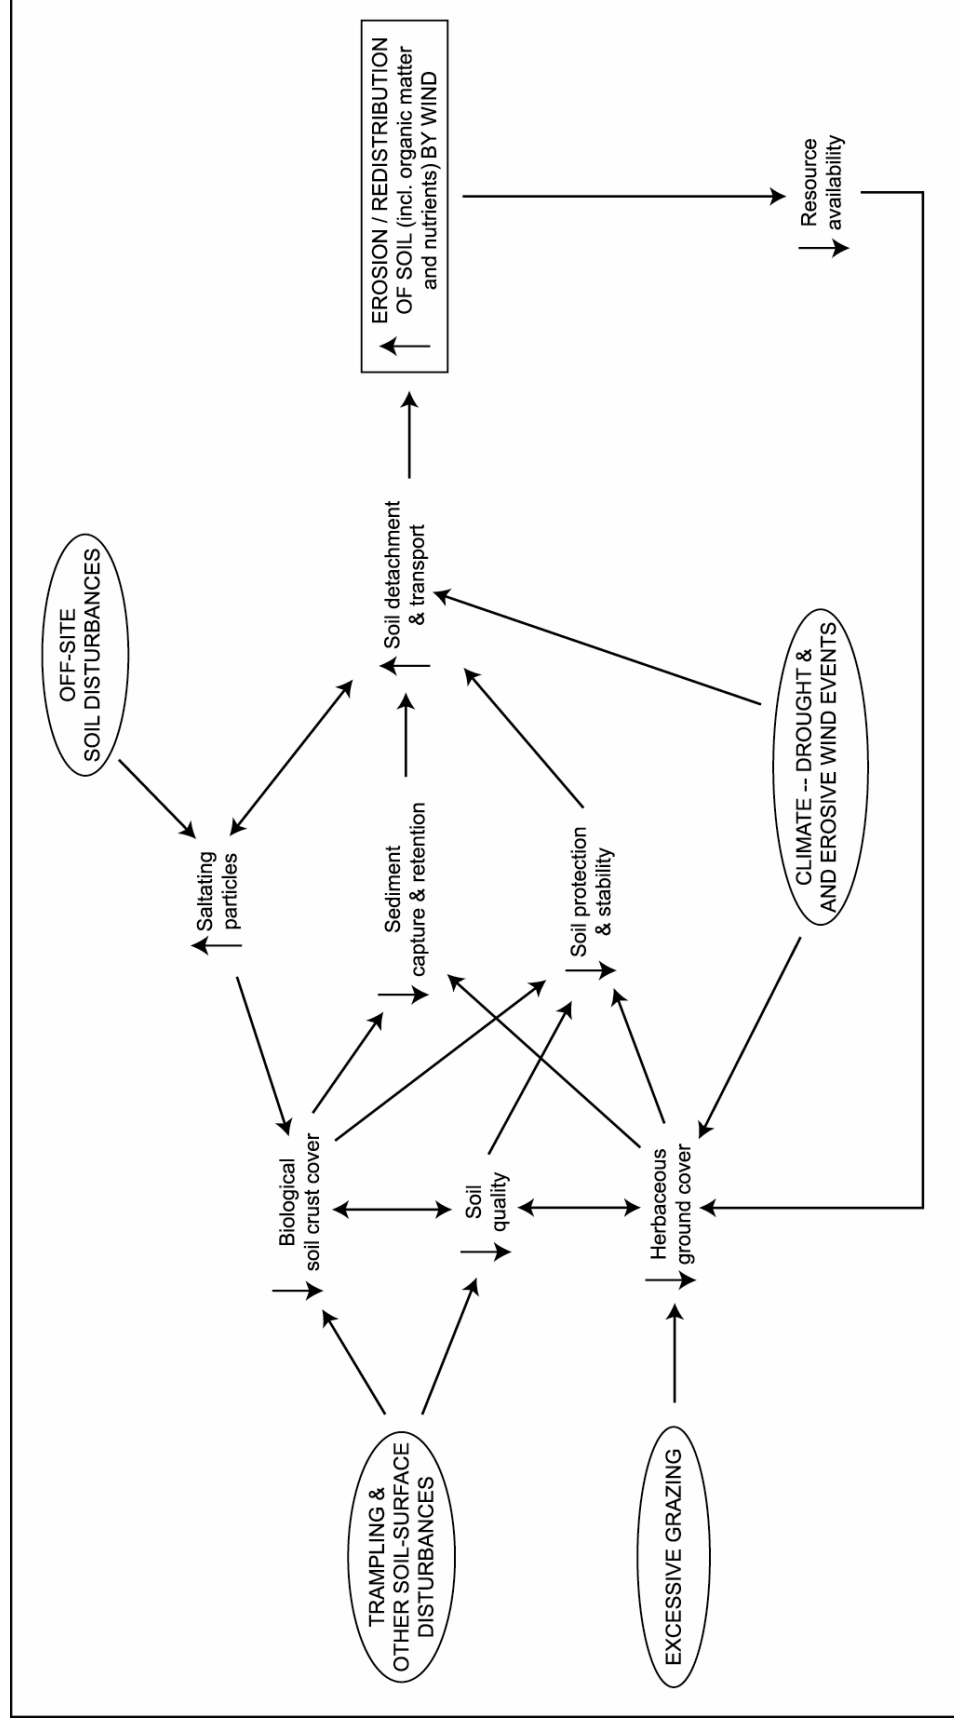 OFF-SITE
SOIL DISTURBANCES
Saltating
particles
EROSION / REDISTRIBUTION
OF SOIL (incl. organic matter
and nutrients) BY WIND
Biological
soil crust cover
Sediment
capture & retention
Soil detachment
& transport
TRAMPLING &
OTHER SOIL-SURFACE
DISTURBANCES
Soil
quality
Soil protection
& stability
EXCESSIVE GRAZING
Herbaceous
ground cover
CLIMATE -- DROUGHT &
AND EROSIVE WIND EVENTS
Resource
availability